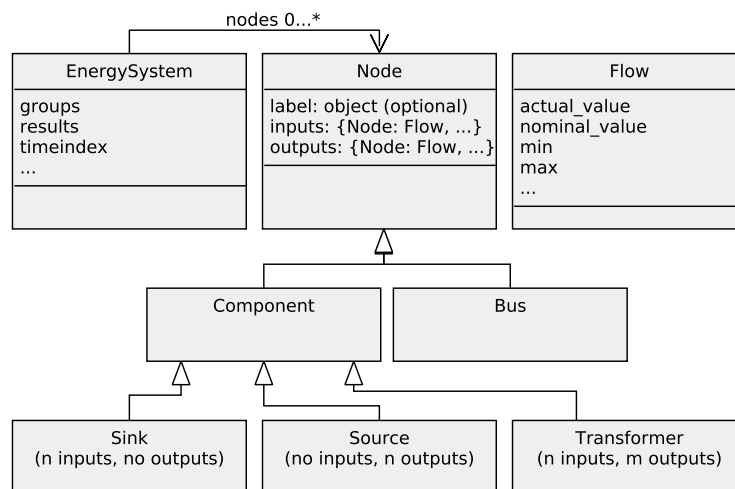 nodes 0...*
EnergySystem
groups
results
timeindex
...
Node
label: object (optional)
inputs: {Node: Flow, ...}
outputs: {Node: Flow, ...}
Flow
actual_value
nominal_value
min
max
...
Component
Bus
Sink
(n inputs, no outputs)
Source
(no inputs, n outputs)
Transformer
(n inputs, m outputs)